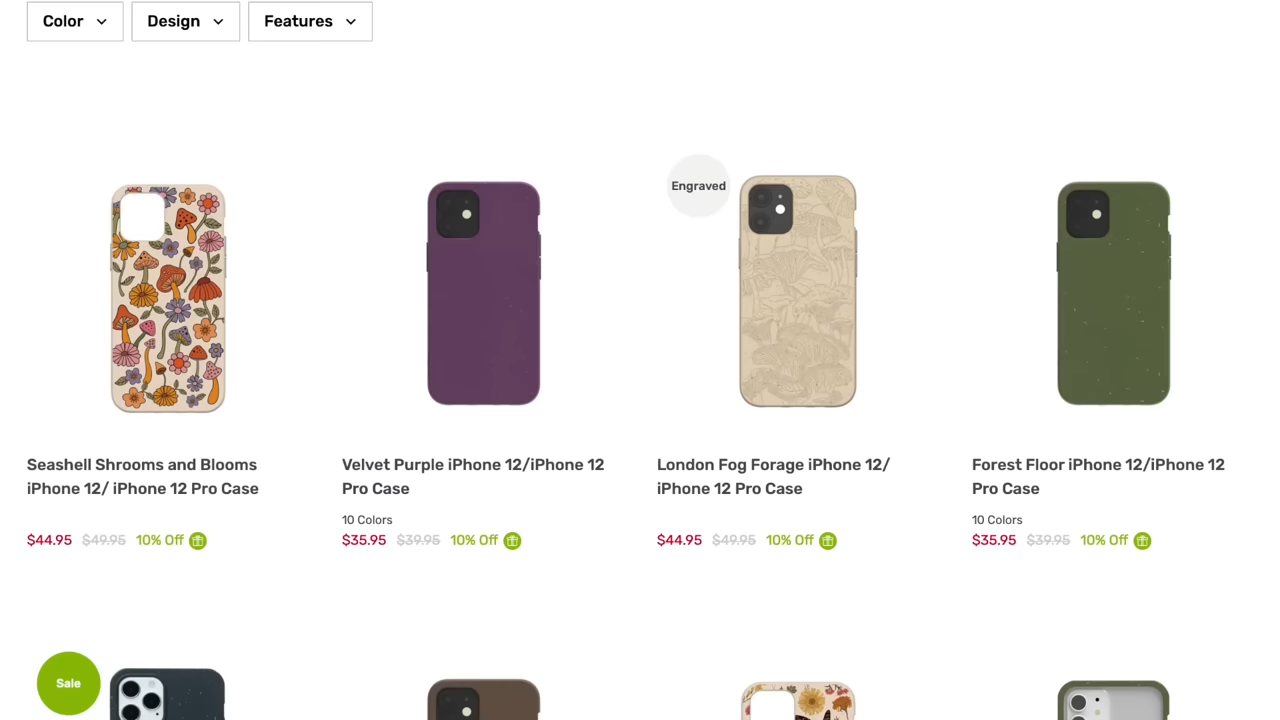 Color
Design
Features
Engraved
Seashell Shrooms and Blooms
iPhone 12/ iPhone 12 Pro Case
$44.95 $49.95 10% Off
Velvet Purple iPhone 12/iPhone 12
Pro Case
10 Colors
$35.95 $39.95 10% Off
London Fog Forage iPhone 12/
iPhone 12 Pro Case
$44.95 $49.95 10% Off
Forest Floor iPhone 12/iPhone 12
Pro Case
10 Colors
$35.95 $39.95 10% Off
Sale